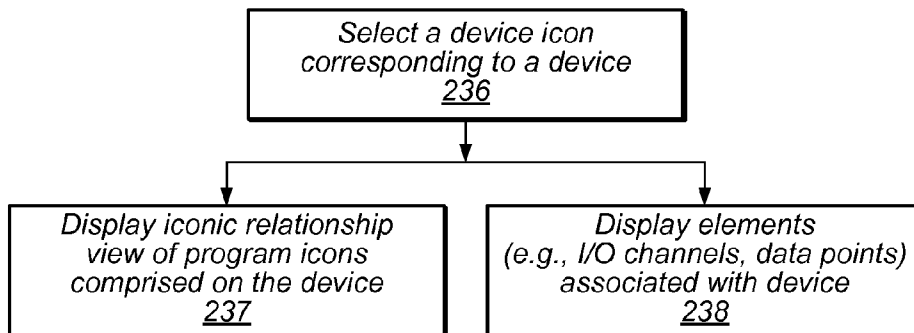 Select a device icon
corresponding to a device
236
Display iconic relationship
view of program icons
comprised on the device
237
Display elements
(e.g., I/O channels, data points)
associated with device
238